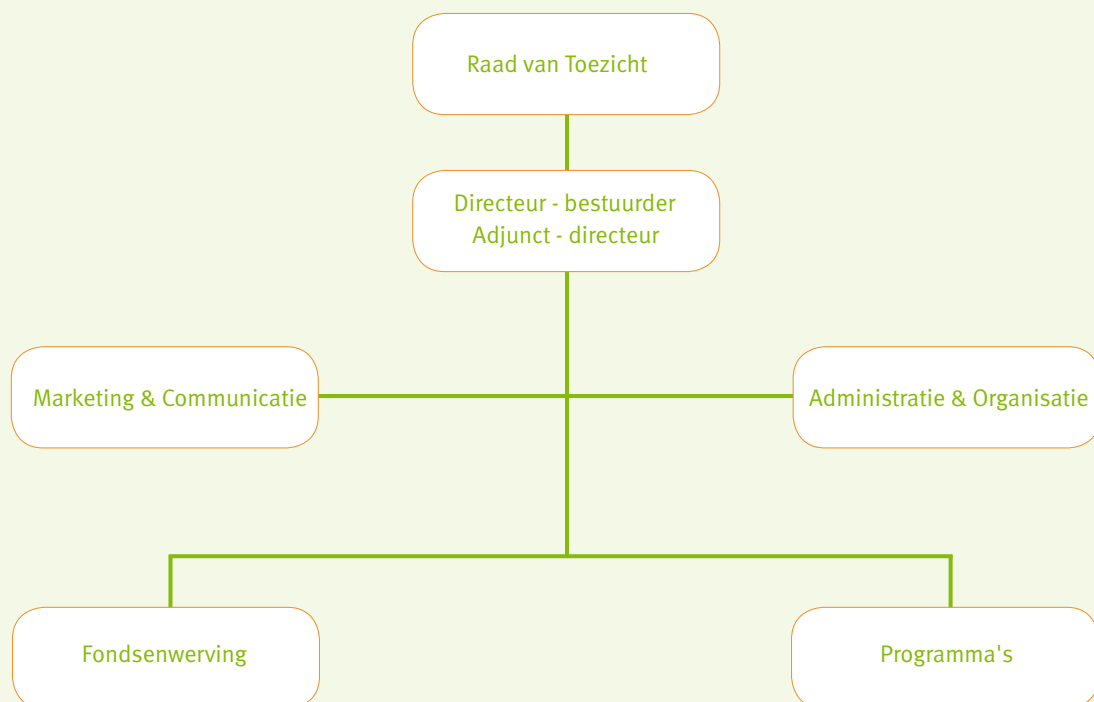 Raad van Toezicht
Directeur - bestuurder
Adjunct - directeur
Marketing & Communicatie
Administratie & Organisatie
Fondsenwerving
Programma's